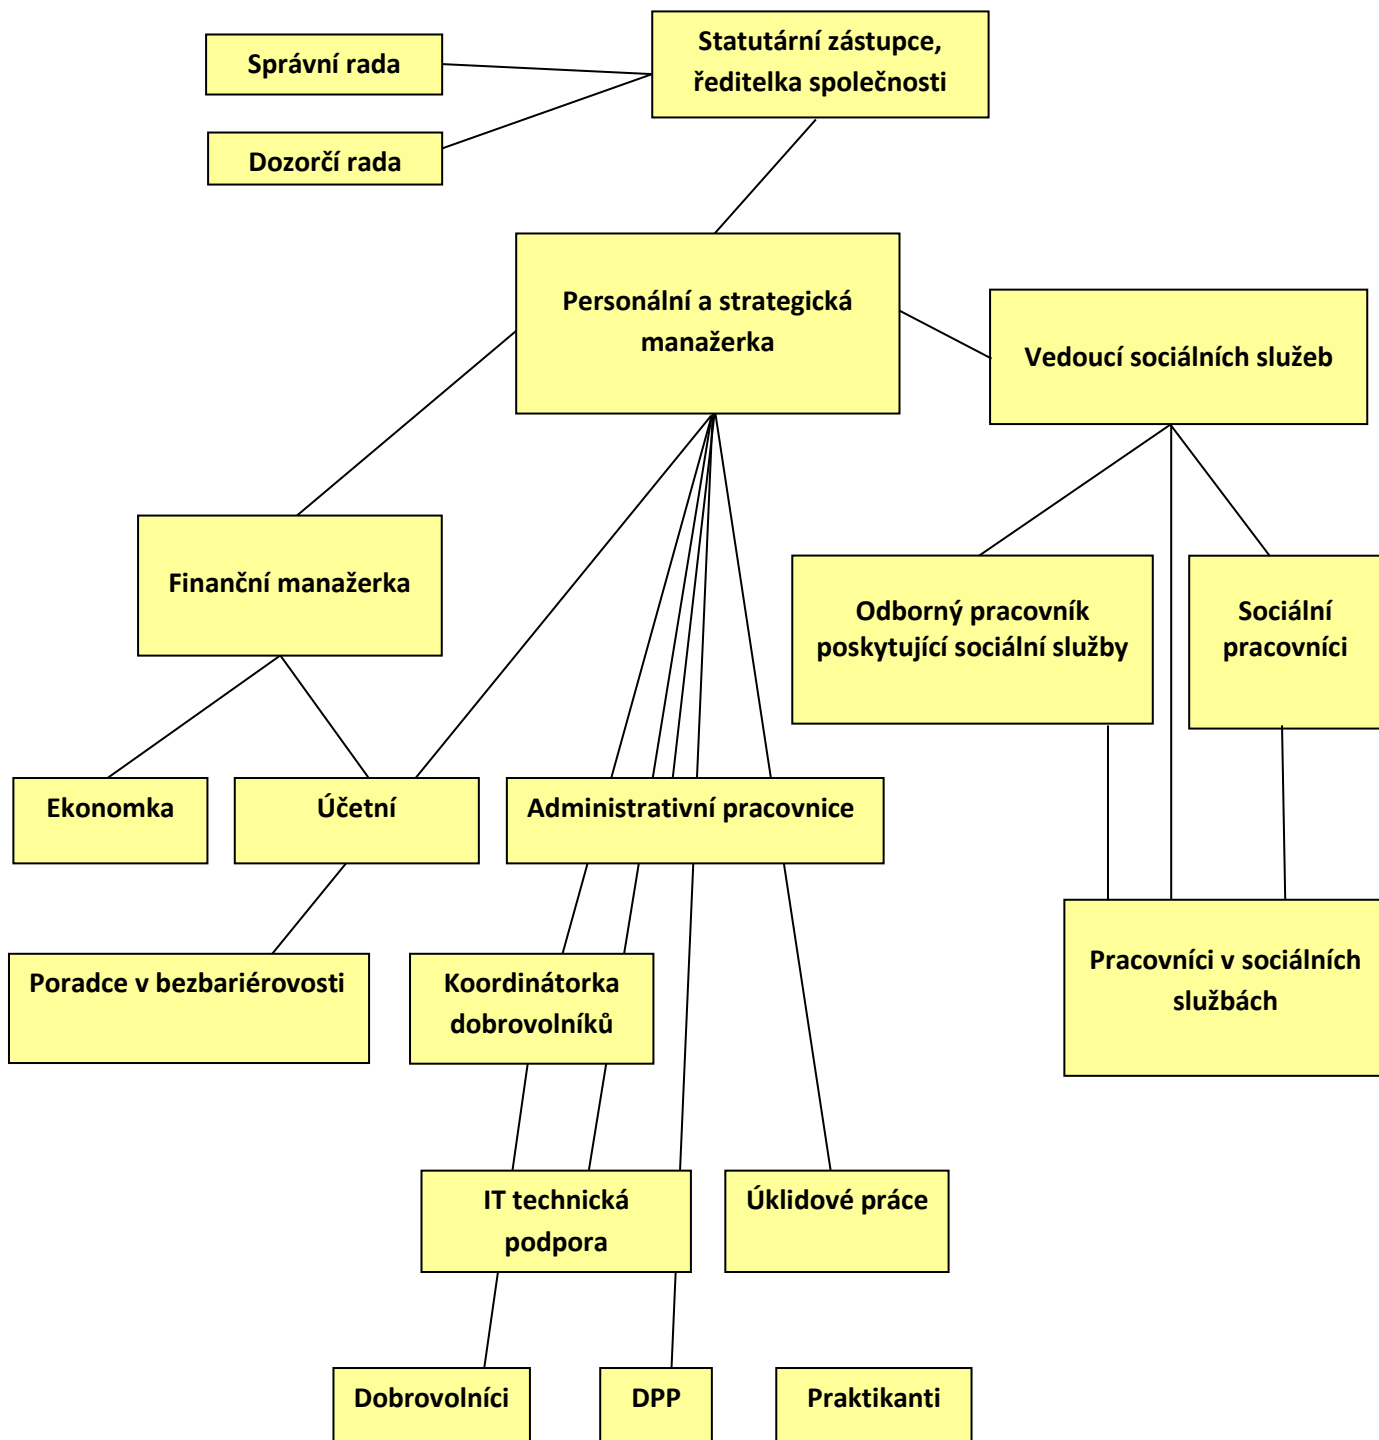 Statutární zástupce,
ředitelka společnosti
Správní rada
Dozorčí rada
Personální a strategická
manažerka
Vedoucí sociálních služeb
Finanční manažerka
Odborný pracovník
poskytující sociální služby
Sociální
pracovníci
Ekonomka
Účetní
Administrativní pracovnice
Poradce v bezbariérovosti
Koordinátorka
dobrovolníků
Pracovníci v sociálních
službách
IT technická
podpora
Úklidové práce
Dobrovolníci
DPP
Praktikanti